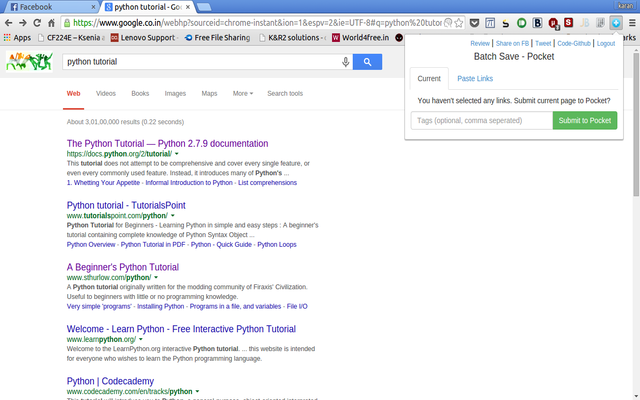 Facebook
python tutorial - Go
karan
https://www.google.co.in/webhp?sourceid=chrome-instant&ion=1&espv=2&ie=UTF-8#q=python%20tutor
Apps
CF224E – Kosaraju
Lenovo Support -
Free File Sharing -
K&R2 solutions -
World4free.in
python tutorial
Web Videos Books Images Maps More Search tools
About 3,01,00,000 results (0.22 seconds)
The Python Tutorial — Python 2.7.9 documentation
https://docs.python.org/2/tutorial/
This tutorial does not attempt to be comprehensive and cover every single feature, or
even every commonly used feature. Instead, it introduces many of Python's ...
1. Whetting Your Appetite - Informal Introduction to Python - List comprehensions
Python tutorial - TutorialsPoint
www.tutorialspoint.com/python/
Python Tutorial for Beginners - Learning Python in simple and easy steps : A beginner's
tutorial containing complete knowledge of Python Syntax Object ...
Python Overview - Python Tutorial in PDF - Python - Quick Guide - Python Loops
A Beginner's Python Tutorial
www.sthurlow.com/python/
A Python tutorial originally written for the modding community of Firaxis' Civilization.
Useful to beginners with little or no programming knowledge.
Very simple 'programs' - Installing Python - Programs in a file, and variables - File I/O
Welcome - Learn Python - Free Interactive Python Tutorial
www.learnpython.org/
Welcome to the LearnPython.org interactive Python tutorial. ... this website is intended
for everyone who wishes to learn the Python programming language.
Python | Codecademy
www.codecademy.com/en/tracks/python
Review | Share on FB | Tweet | Code-Github | Logout
Batch Save - Pocket
Current Paste Links
You haven't selected any links. Submit current page to Pocket?
Tags (optional, comma seperated)
Submit to Pocket